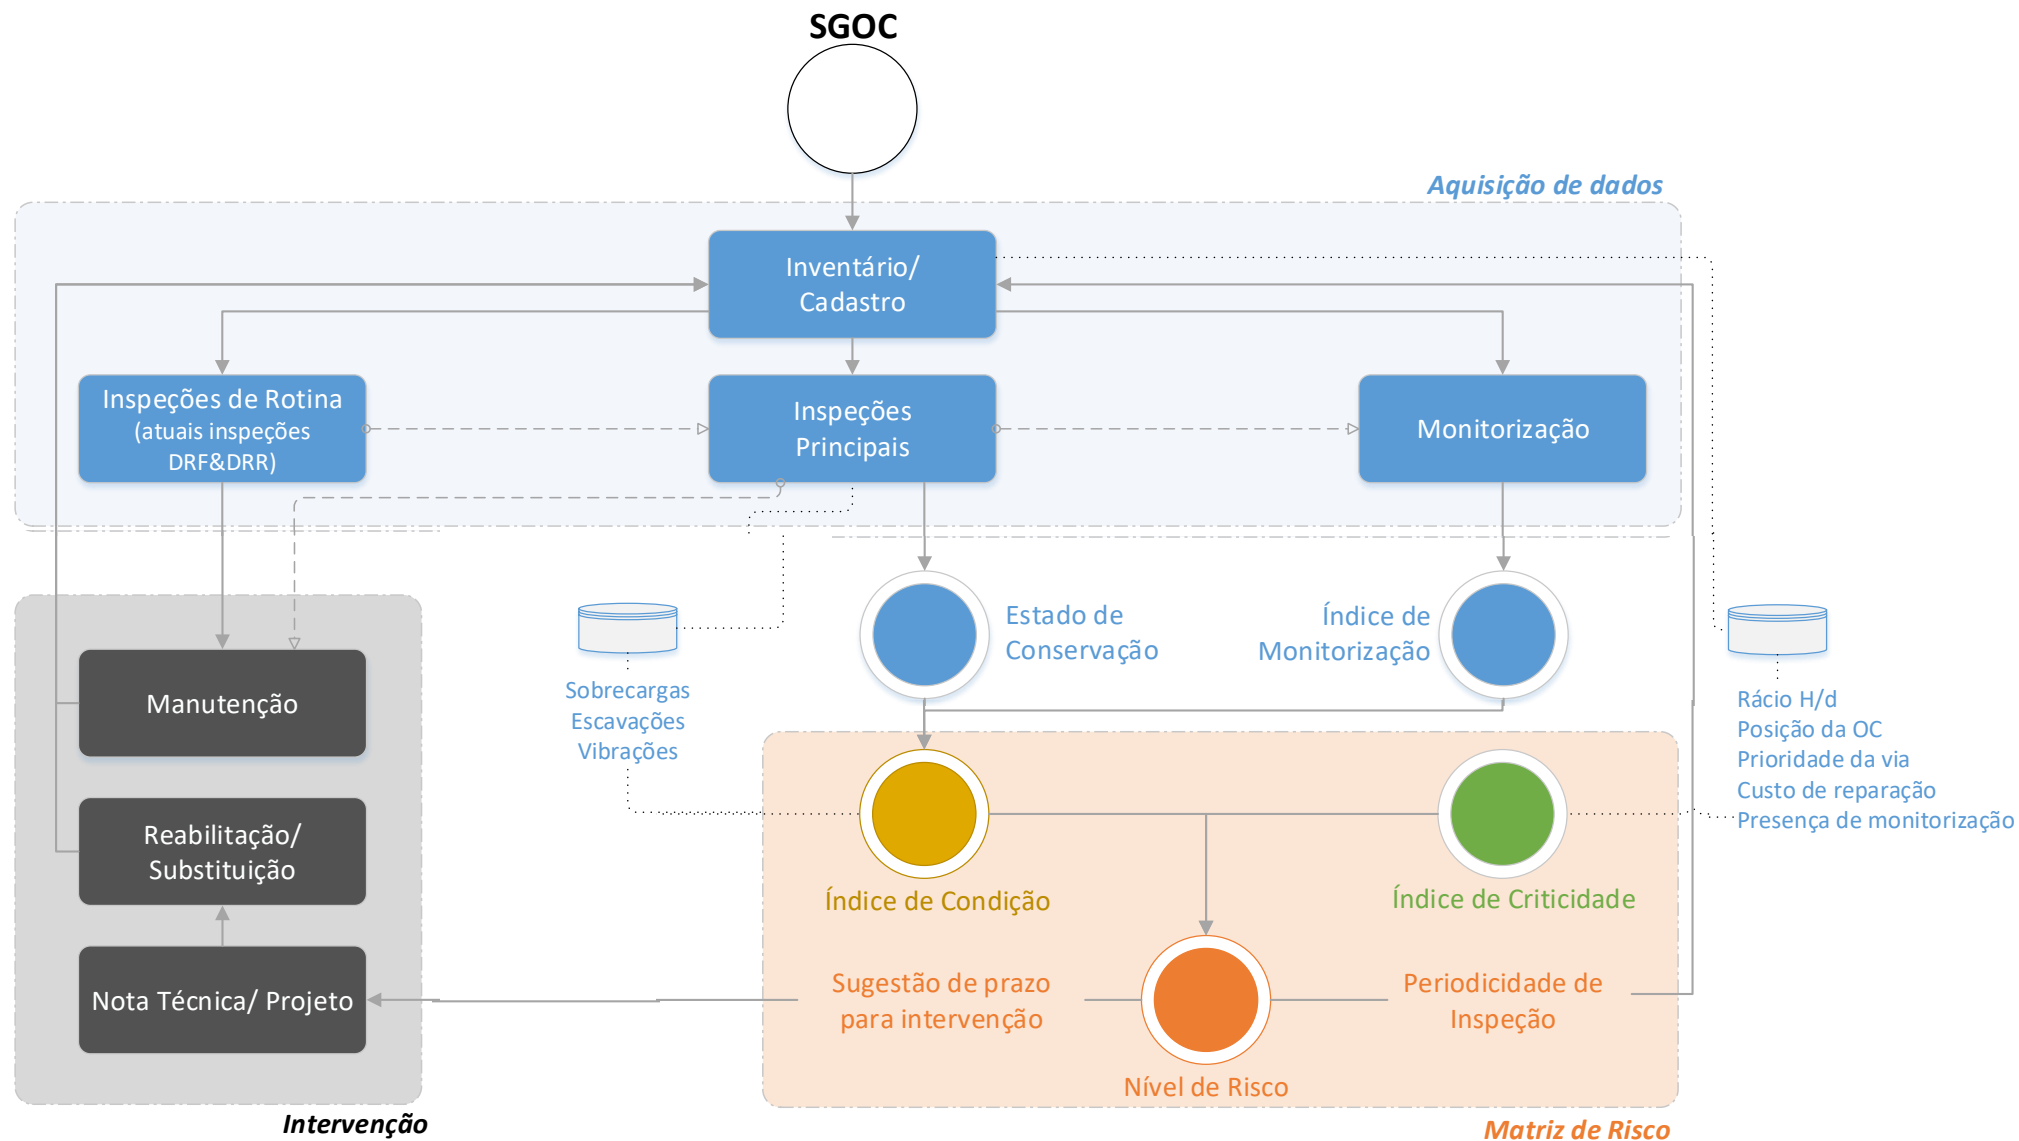 SGOC
Aquisição de dados
Inventário/
Cadastro
Inspeções de Rotina
(atuais inspeções
DRF&DRR)
Inspeções
Principais
Monitorização
Estado de
Conservação
Índice de
Monitorização
Sobrecargas
Escavações
Vibrações
Rácio H/d
Posição da OC
Prioridade da via
Custo de reparação
Presença de monitorização
Manutenção
Reabilitação/
Substituição
Nota Técnica/ Projeto
Índice de Condição
Índice de Criticidade
Sugestão de prazo
para intervenção
Periodicidade de
Inspeção
Nível de Risco
Intervenção
Matriz de Risco